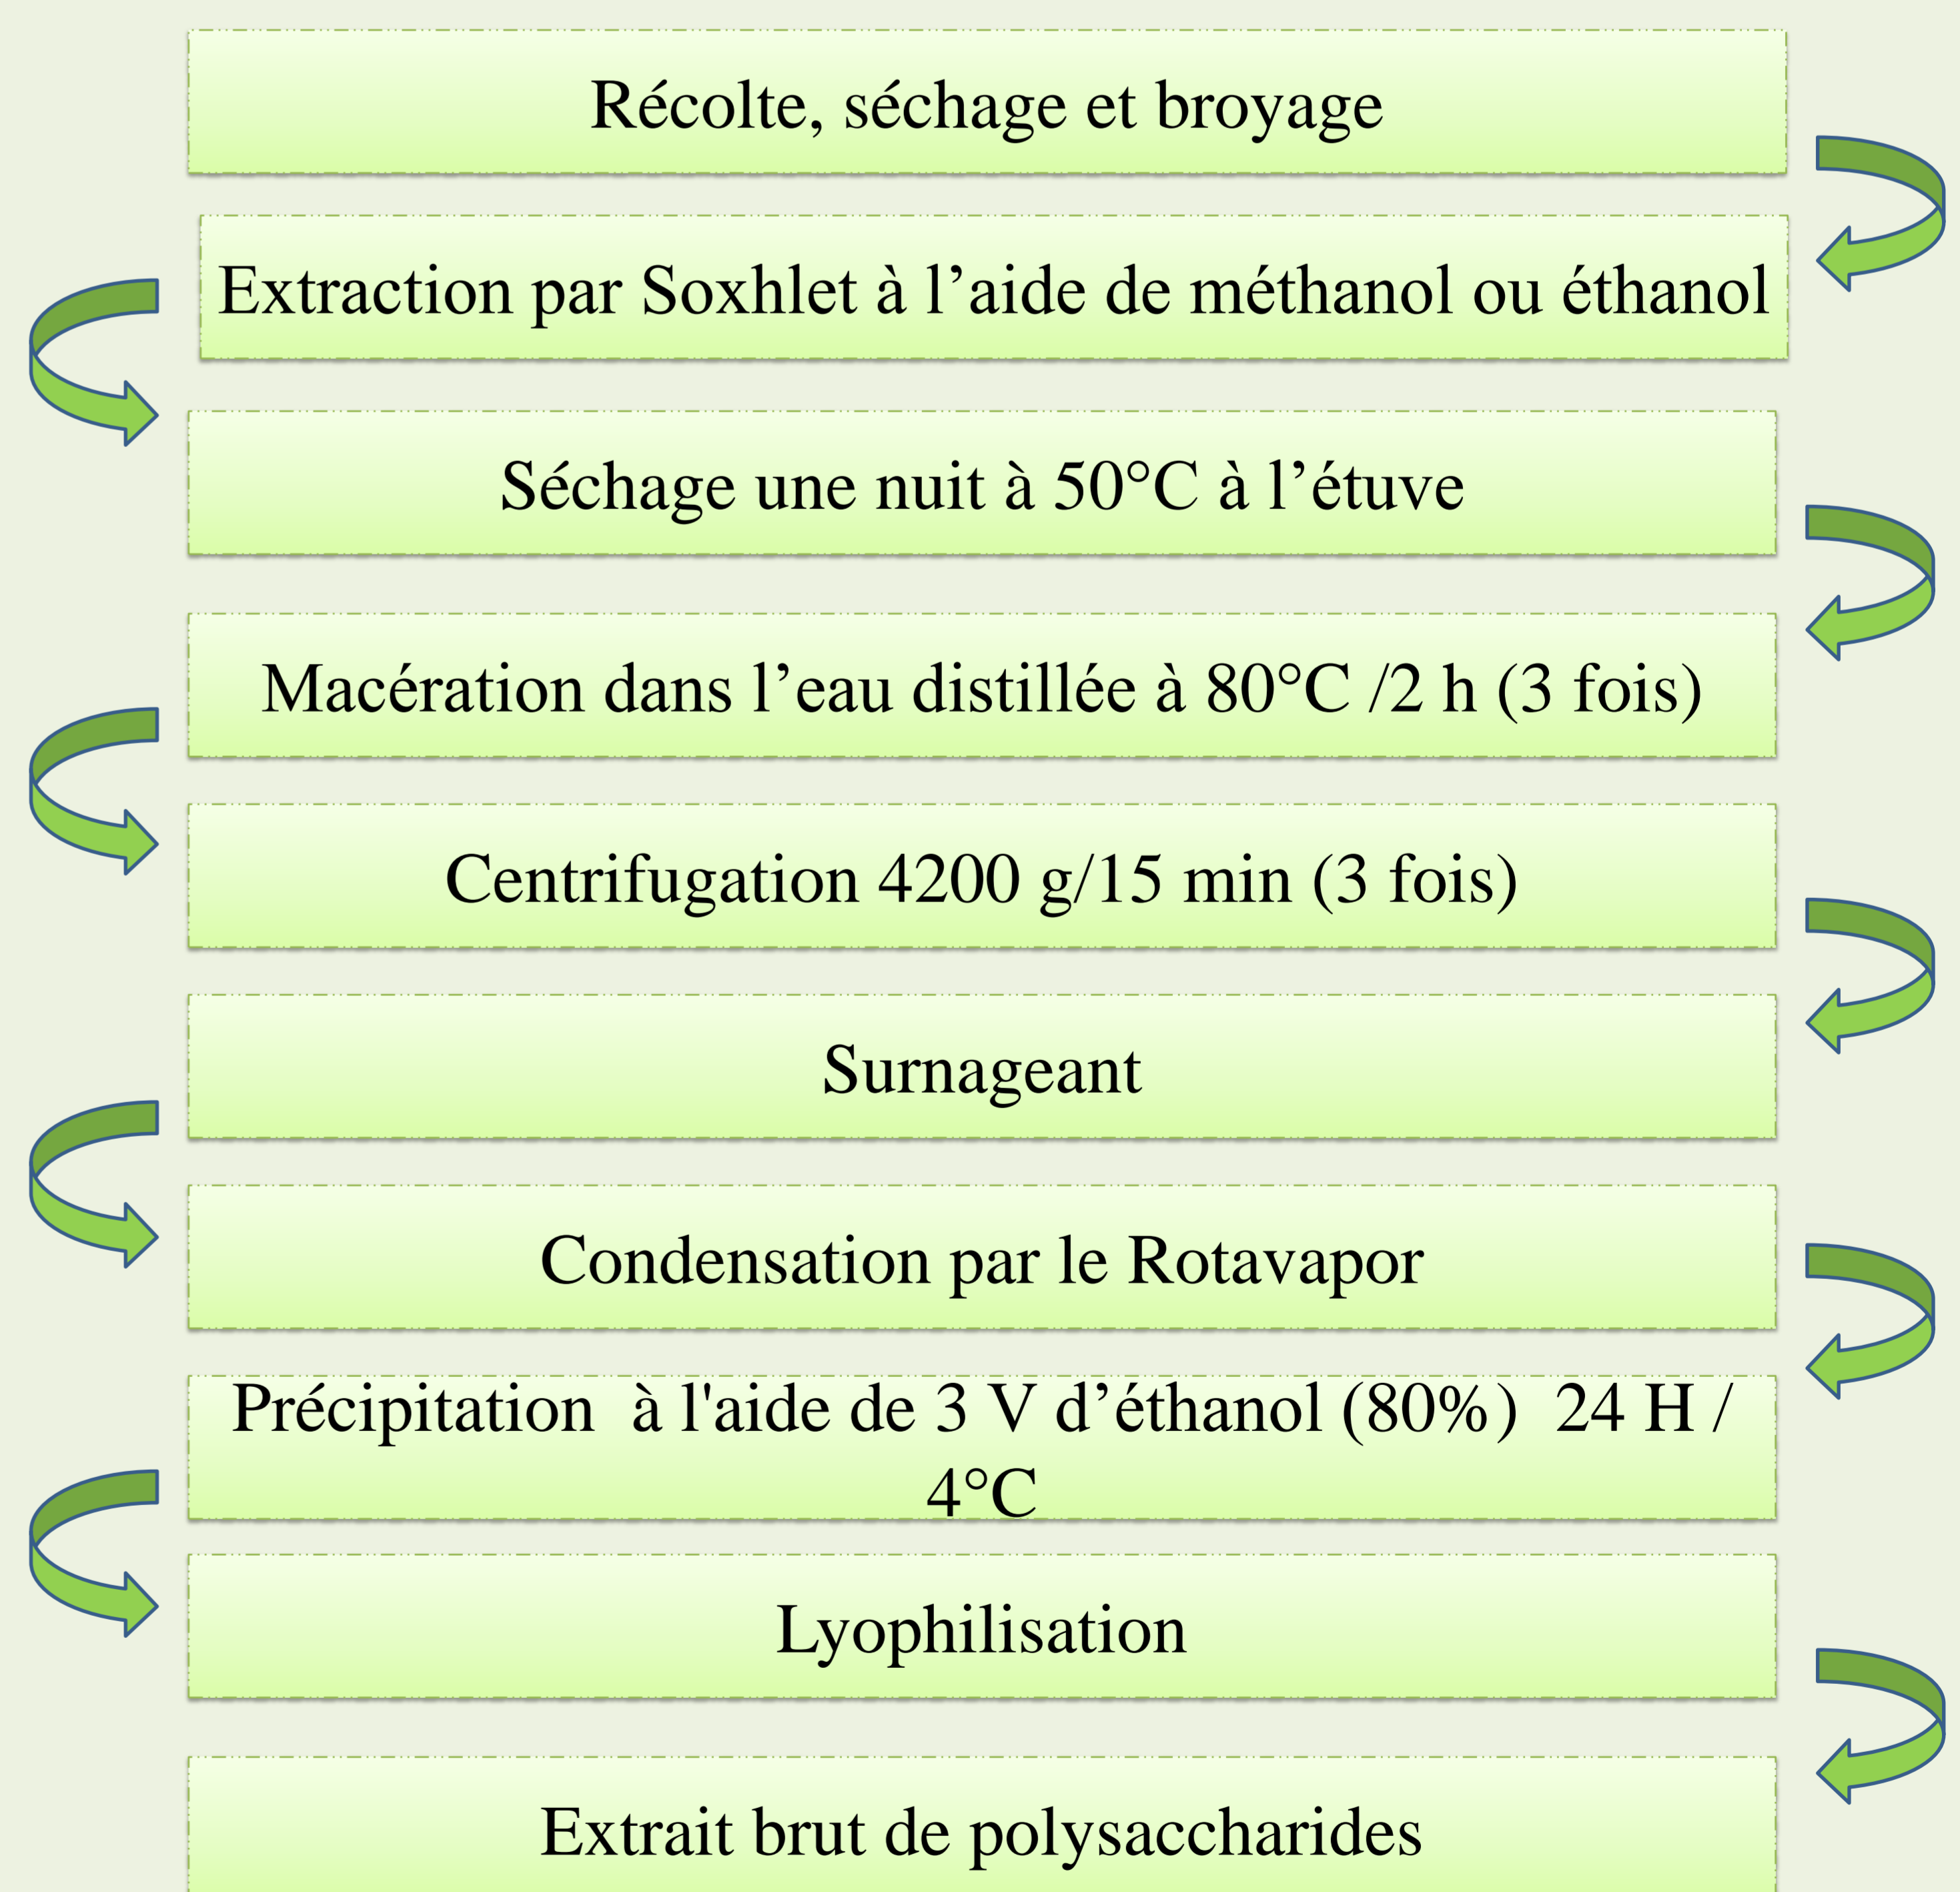 Récolte, séchage et broyage
Extraction par Soxhlet à l’aide de méthanol ou éthanol
Séchage une nuit à 50°C à l’étuve
Macération dans l’eau distillée à 80°C /2 h (3 fois)
Centrifugation 4200 g/15 min (3 fois)
Surnageant
Condensation par le Rotavapor
Précipitation  à l'aide de 3 V d’éthanol (80%)  24 H /
4°C
Lyophilisation
Extrait brut de polysaccharides